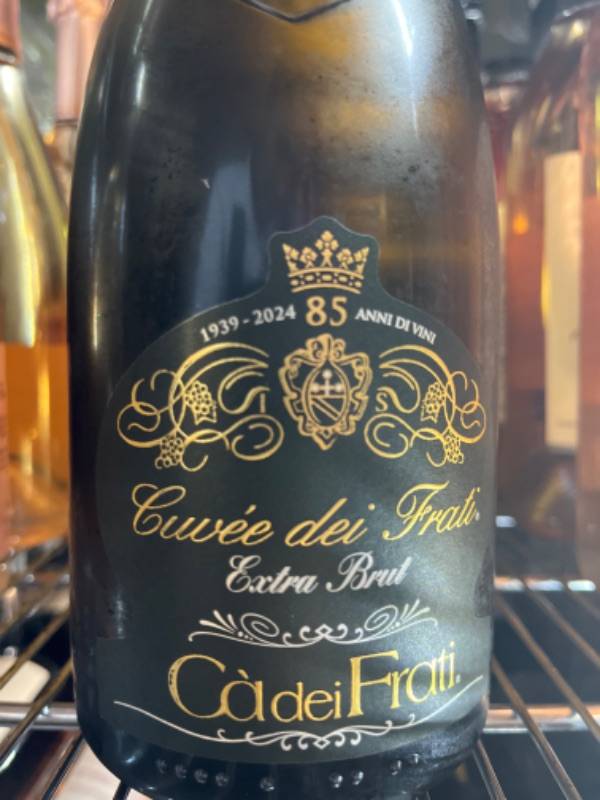 1939 - 2024 85 ANNI DI VINI
I S
Cuvée dei Frati.
Extra Brut
Cà dei Frati.